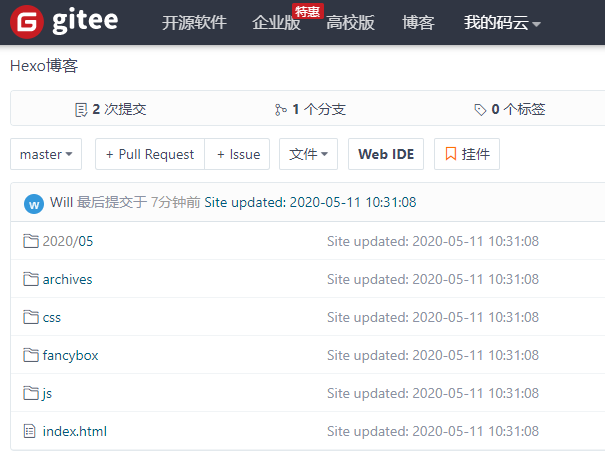 G gitee 开源软件 企业版 特惠 高校版 博客 我的码云
Hexo博客
2 次提交 1 个分支 0 个标签
master + Pull Request + Issue 文件 Web IDE 挂件
w Will 最后提交于 7分钟前 Site updated: 2020-05-11 10:31:08
2020/05 Site updated: 2020-05-11 10:31:08
archives Site updated: 2020-05-11 10:31:08
css Site updated: 2020-05-11 10:31:08
fancybox Site updated: 2020-05-11 10:31:08
js Site updated: 2020-05-11 10:31:08
index.html Site updated: 2020-05-11 10:31:08